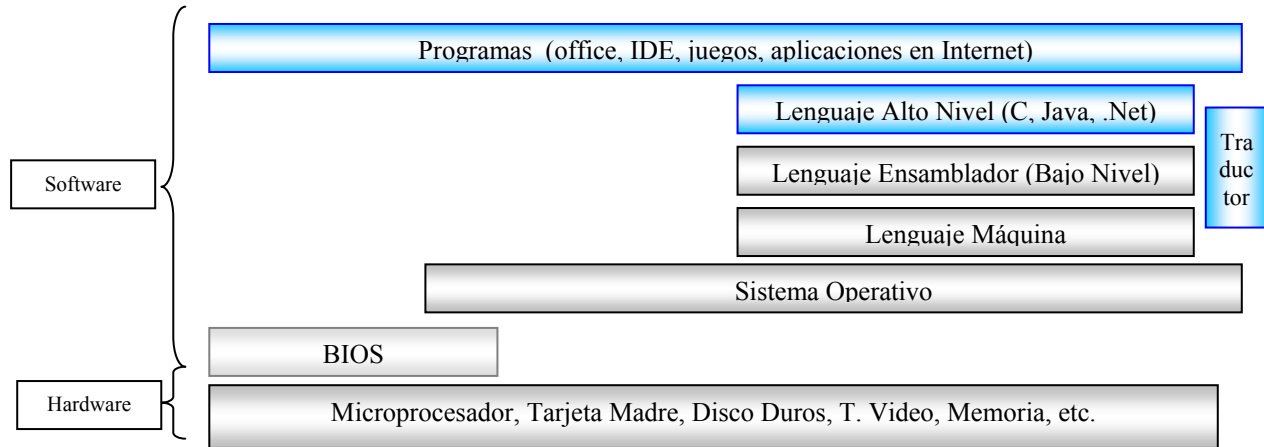 Programas (office, IDE, juegos, aplicaciones en Internet)
Lenguaje Alto Nivel (C, Java, .Net)
Tra
duc
tor
Lenguaje Ensamblador (Bajo Nivel)
Software
Lenguaje Máquina
Sistema Operativo
BIOS
Hardware
Microprocesador, Tarjeta Madre, Disco Duros, T. Video, Memoria, etc.